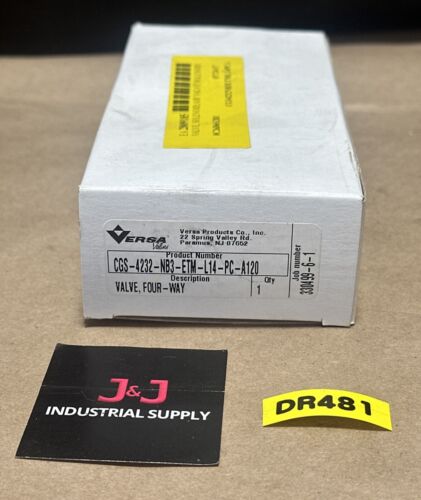 VERSA
Valves
Versa Products Co., Inc.
22 Spring Valley Rd.
Paramus, NJ 07652
Product Number
CGS-4232-NB3-ETM-L14-PC-A120
Description
Qty
VALVE, FOUR-WAY
1
Job number
330499-6-1
J&J
INDUSTRIAL SUPPLY
DR481